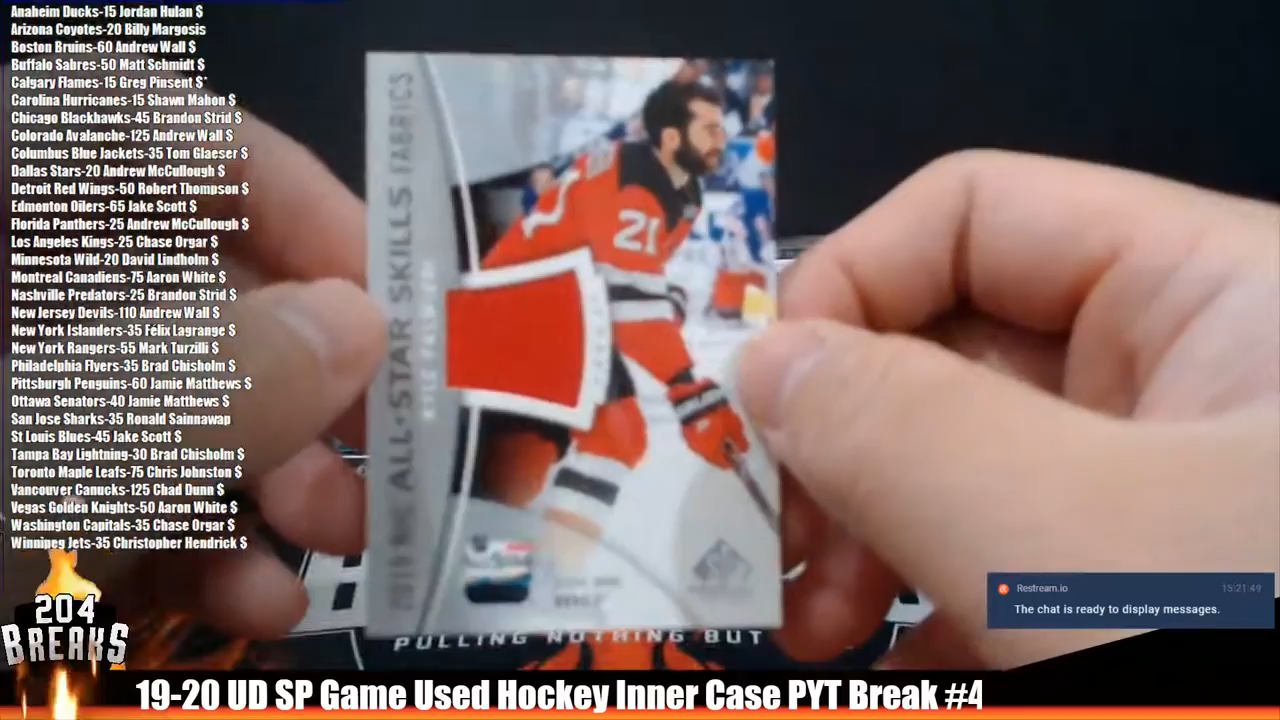 Anaheim Ducks-15 Jordan Hulan $
Arizona Coyotes-20 Billy Margosis
Boston Bruins-60 Andrew Wall $
Buffalo Sabres-50 Matt Schmidt $
Calgary Flames-15 Greg Pinsent $*
Carolina Hurricanes-15 Shawn Mahon $
Chicago Blackhawks-45 Brandon Strid $
Colorado Avalanche-125 Andrew Wall $
Columbus Blue Jackets-35 Tom Glaeser $
Dallas Stars-20 Andrew McCullough $
Detroit Red Wings-50 Robert Thompson $
Edmonton Oilers-65 Jake Scott $
Florida Panthers-25 Andrew McCullough $
Los Angeles Kings-25 Chase Orgar $
Minnesota Wild-20 David Lindholm $
Montreal Canadiens-75 Aaron White $
Nashville Predators-25 Brandon Strid $
New Jersey Devils-110 Andrew Wall $
New York Islanders-35 Félix Lagrange $
New York Rangers-55 Mark Turzilli $
Philadelphia Flyers-35 Brad Chisholm $
Pittsburgh Penguins-60 Jamie Matthews $
Ottawa Senators-40 Jamie Matthews $
San Jose Sharks-35 Ronald Sainnawap
St Louis Blues-45 Jake Scott $
Tampa Bay Lightning-30 Brad Chisholm $
Toronto Maple Leafs-75 Chris Johnston $
Vancouver Canucks-125 Chad Dunn $
Vegas Golden Knights-50 Aaron White $
Washington Capitals-35 Chase Orgar $
Winnipeg Jets-35 Christopher Hendrick $
204
BREAKS
2019 NHL ALL-STAR SKILLS FABRICS
KYLE PALMIERI
21
PULLING NOTHING BUT
Restream.io 15:21:49
The chat is ready to display messages.
19-20 UD SP Game Used Hockey Inner Case PYT Break #4